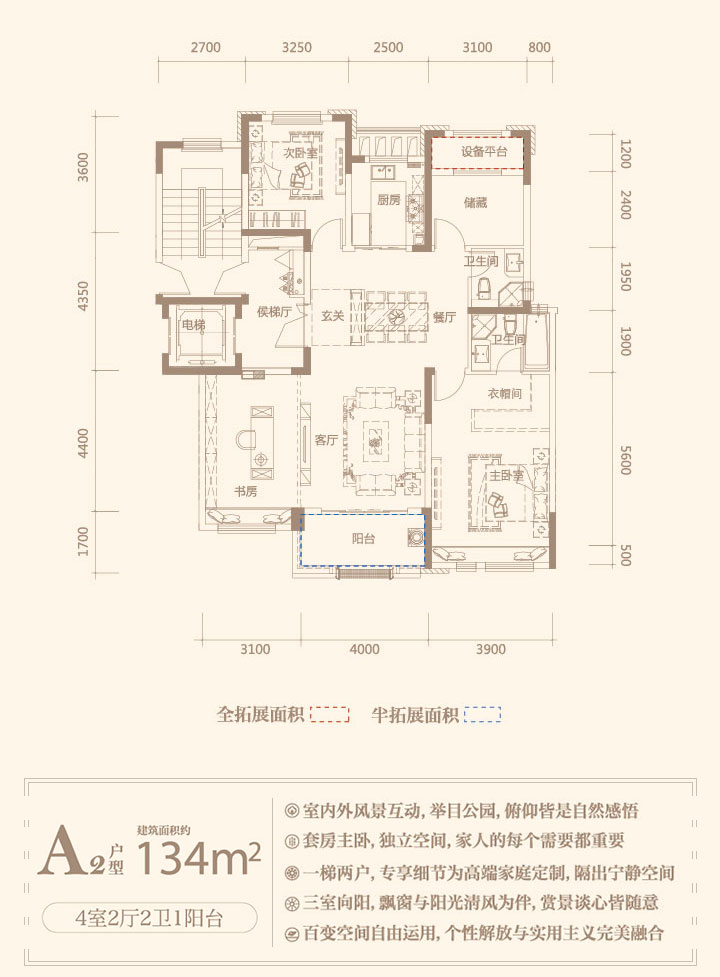 2700 3250 2500 3100 800
3600
4350
4400
1700
1200
2400
1950
1900
5600
500
次卧室
厨房
设备平台
储藏
卫生间
电梯
侯梯厅
玄关
餐厅
卫生间
衣帽间
客厅
书房
主卧室
阳台
3100 4000 3900
全拓展面积 半拓展面积
A2户型
建筑面积约
134m²
4室2厅2卫1阳台
室内外风景互动, 举目公园, 俯仰皆是自然感悟
套房主卧, 独立空间, 家人的每个需要都重要
一梯两户, 专享细节为高端家庭定制, 隔出宁静空间
三室向阳, 飘窗与阳光清风为伴, 赏景谈心皆随意
百变空间自由运用, 个性解放与实用主义完美融合